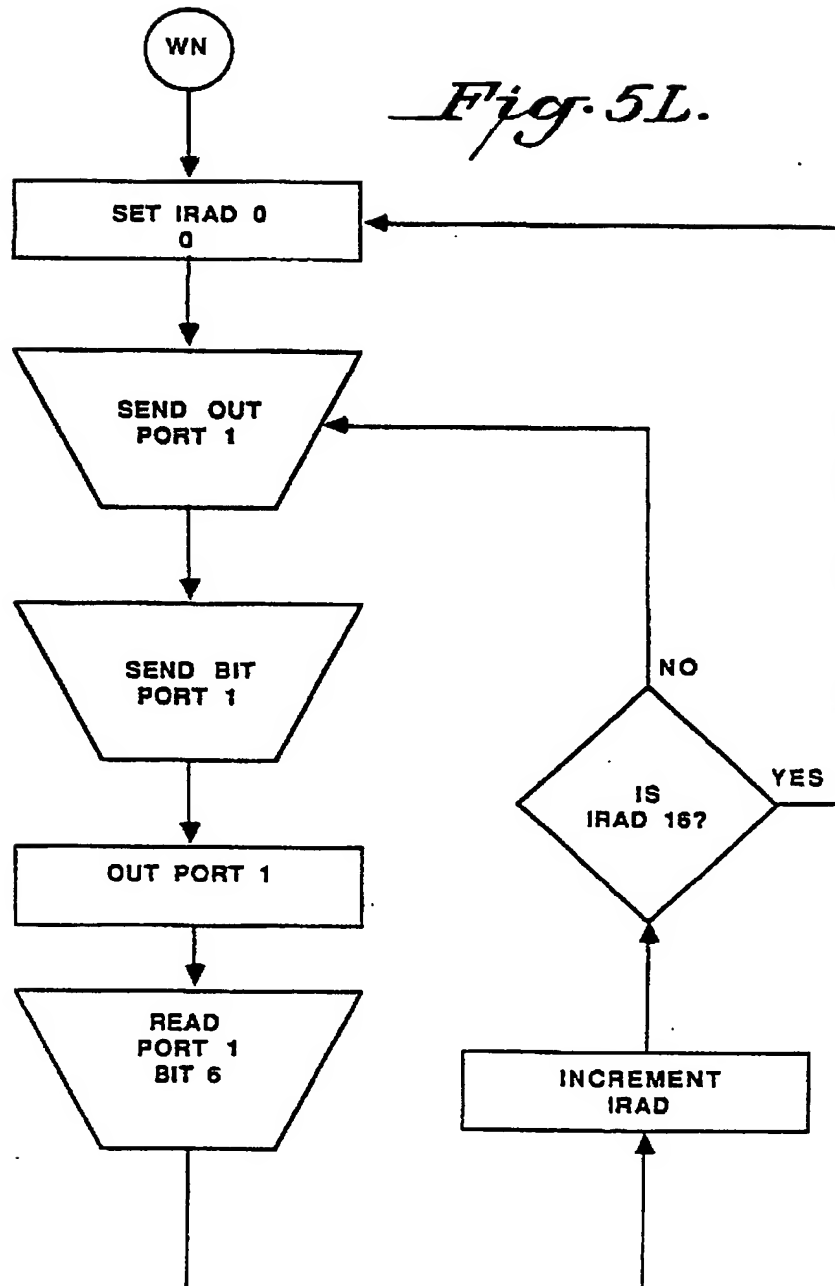 WN
Fig. 5L.
SET IRAD 0
0
SEND OUT
PORT 1
SEND BIT
PORT 1
NO
IS
IRAD 16?
YES
OUT PORT 1
READ
PORT 1
BIT 6
INCREMENT
IRAD